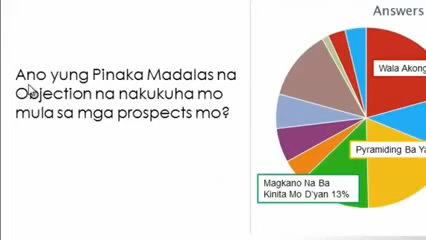 Answers
Ano yung Pinaka Madalas na
Objection na nakukuha mo
mula sa mga prospects mo?
Wala Akong
Pyramiding Ba Ya
Magkano Na Ba
Kinita Mo D'yan 13%